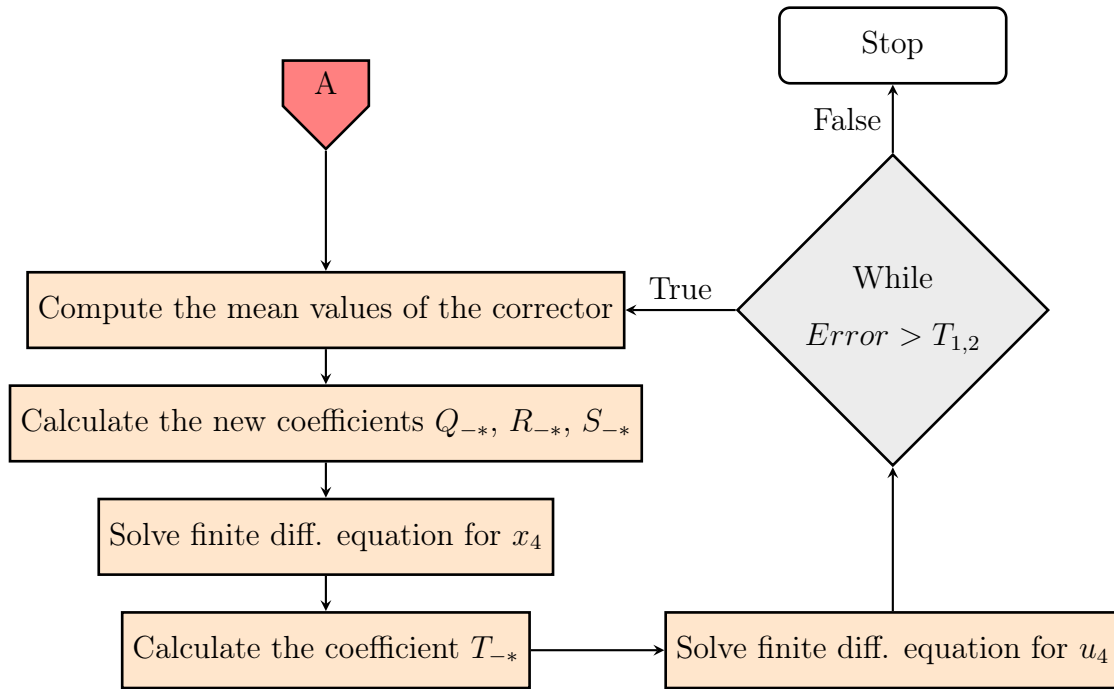 Stop
A
False
While
Error > T_{1,2}
True
Compute the mean values of the corrector
Calculate the new coefficients Q_{−*}, R_{−*}, S_{−*}
Solve finite diff. equation for x_4
Calculate the coefficient T_{−*}
Solve finite diff. equation for u_4